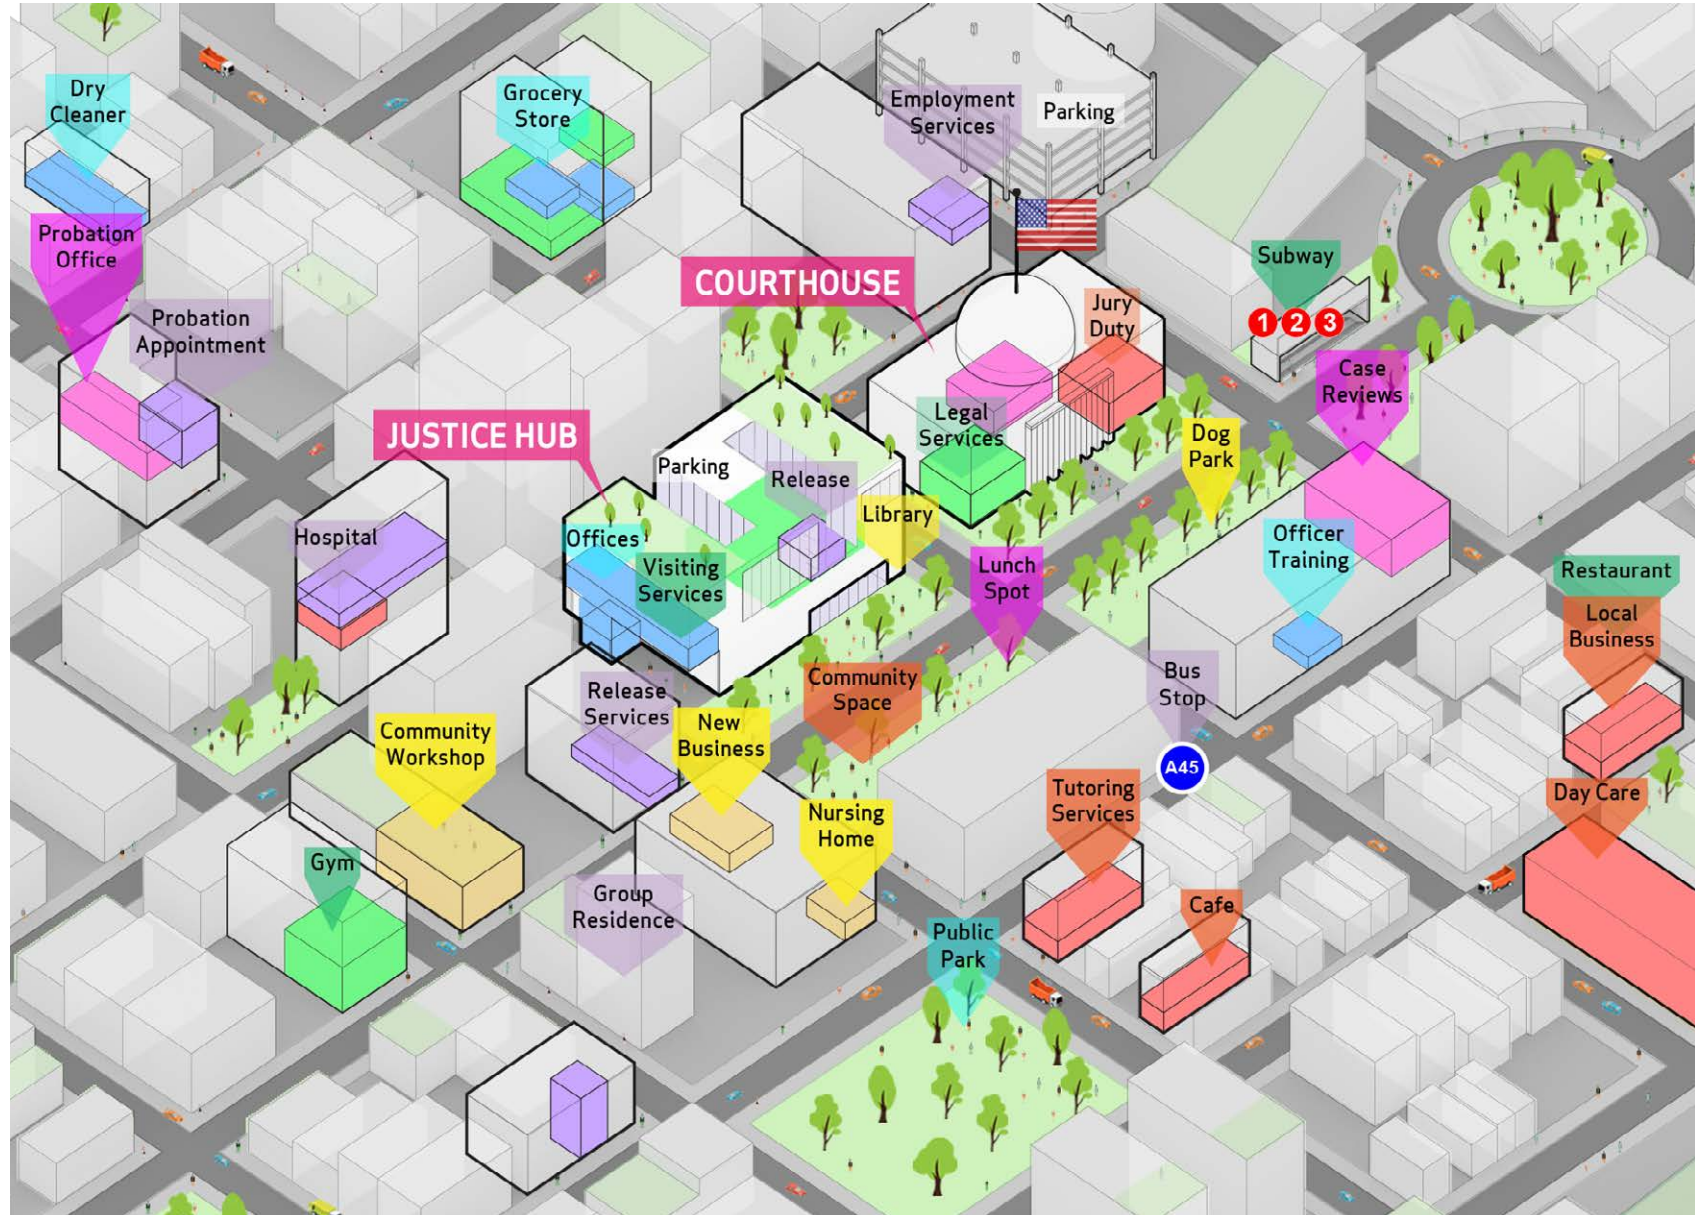 Dry
Cleaner
Grocery
Store
Employment
Services
Parking
Probation
Office
Subway
1 2 3
COURTHOUSE
Probation
Appointment
Jury
Duty
Case
Reviews
JUSTICE HUB
Legal
Services
Dog
Park
Parking
Release
Library
Hospital
Offices
Officer
Training
Visiting
Services
Lunch
Spot
Restaurant
Local
Business
Release
Services
Community
Space
Bus
Stop
A45
Community
Workshop
New
Business
Nursing
Home
Tutoring
Services
Day Care
Gym
Group
Residence
Cafe
Public
Park